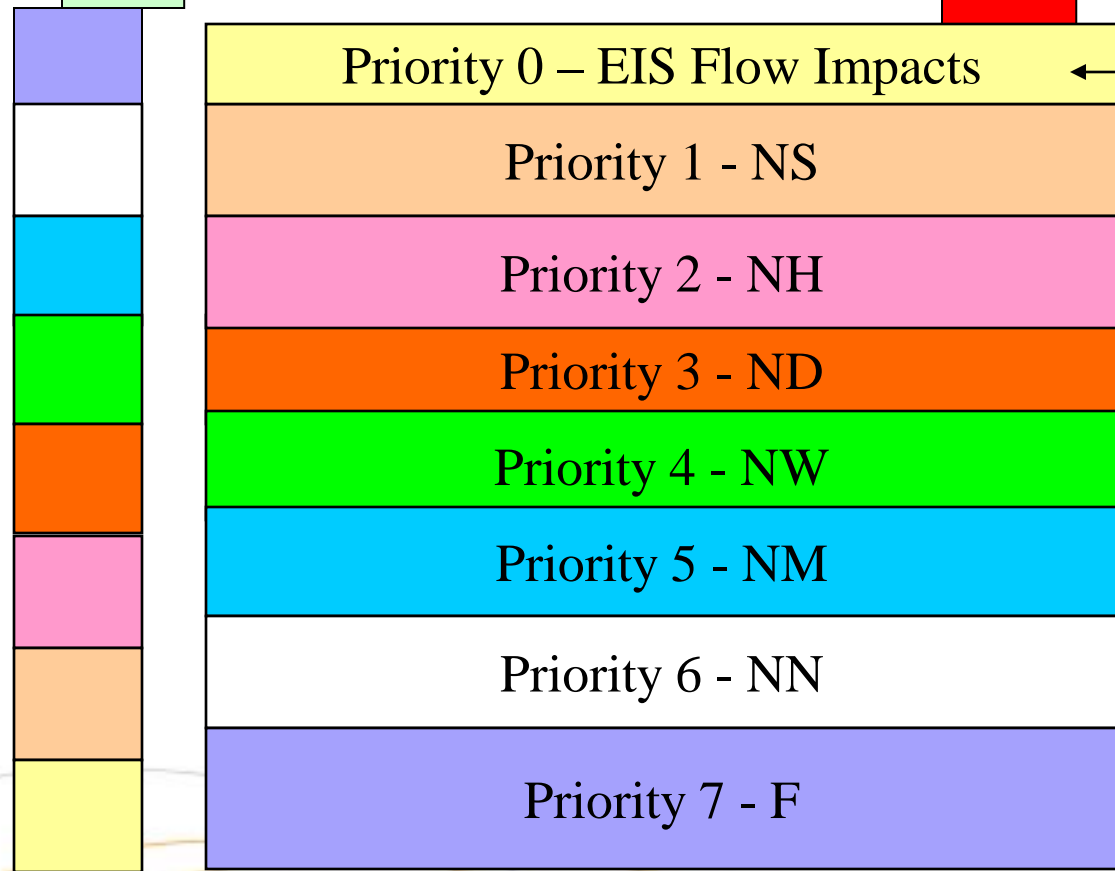 Priority 0 – EIS Flow Impacts
Priority 1 - NS
Priority 2 - NH
Priority 3 - ND
Priority 4 - NW
Priority 5 - NM
Priority 6 - NN
Priority 7 - F